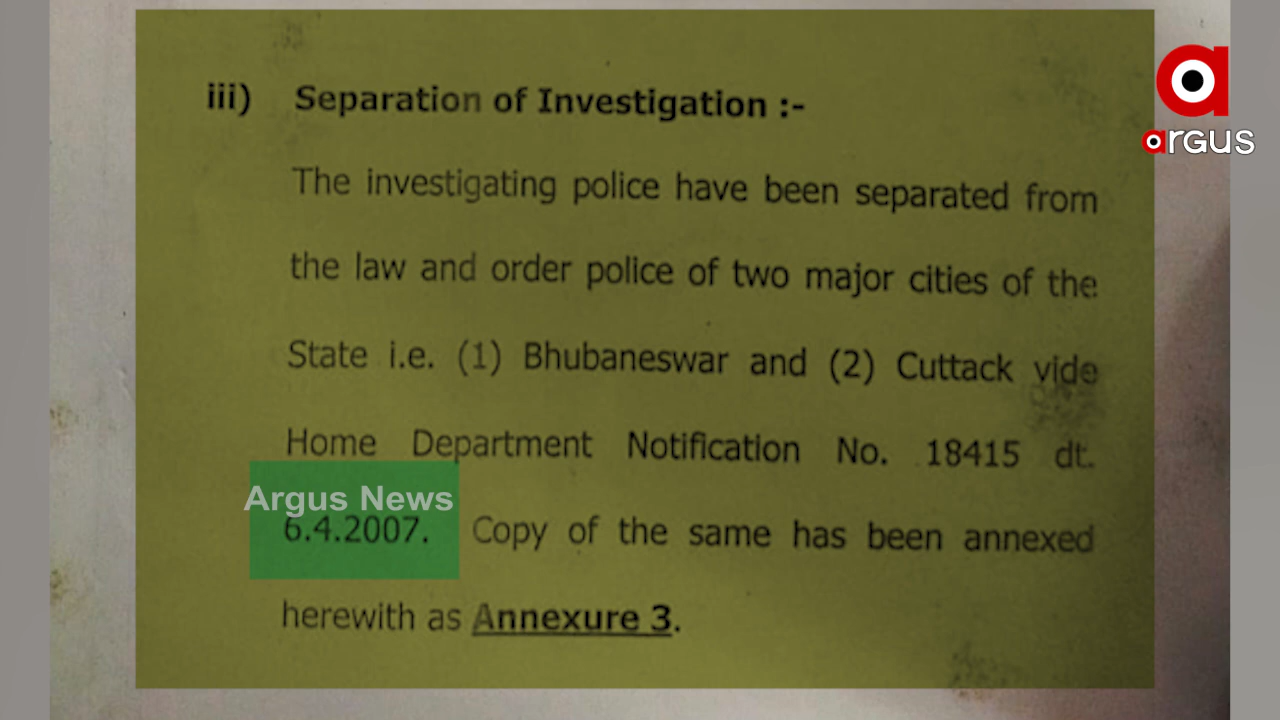 argus
iii) Separation of Investigation :-
The investigating police have been separated from
the law and order police of two major cities of the
State i.e. (1) Bhubaneswar and (2) Cuttack vide
Home Department Notification No. 18415 dt.
Argus News
6.4.2007. Copy of the same has been annexed
herewith as Annexure 3.